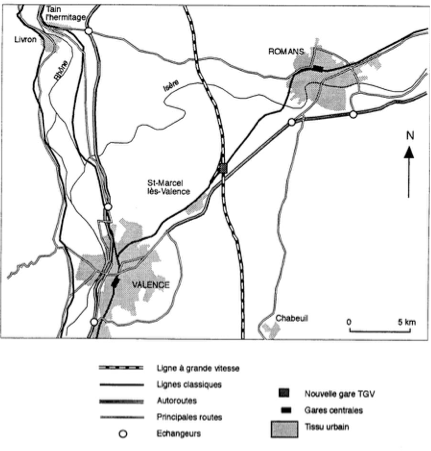 Tain
l'hermitage
Livron
Rhône
Isère
ROMANS
N
St-Marcel
lès-Valence
VALENCE
Chabeuil
0 5 km
Ligne à grande vitesse
Lignes classiques
Autoroutes
Principales routes
Echangeurs
Nouvelle gare TGV
Gares centrales
Tissu urbain